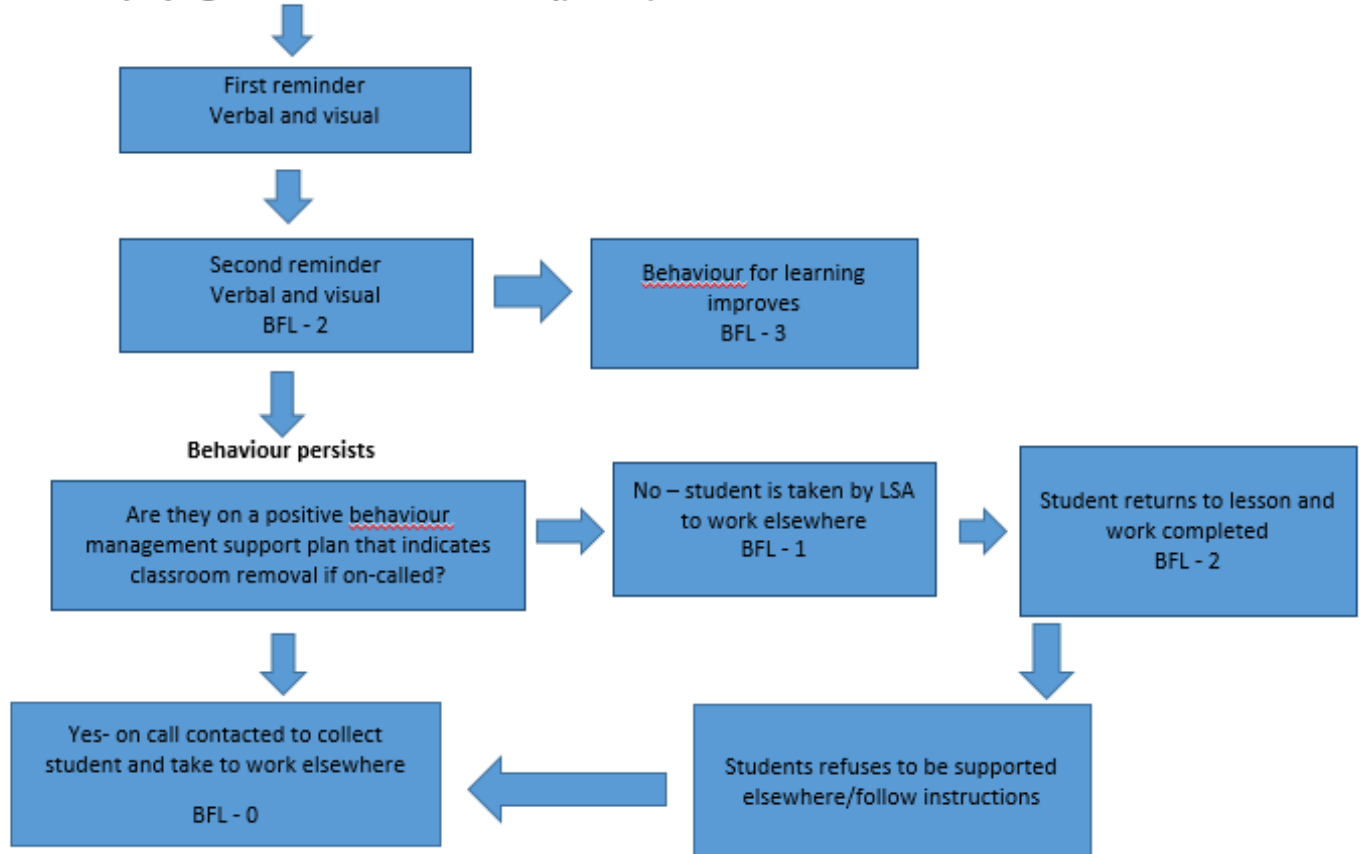 First reminder
Verbal and visual
Second reminder
Verbal and visual
BFL - 2
Behaviour for learning
improves
BFL - 3
Behaviour persists
Are they on a positive behaviour
management support plan that indicates
classroom removal if on-called?
No – student is taken by LSA
to work elsewhere
BFL - 1
Student returns to lesson and
work completed
BFL - 2
Yes- on call contacted to collect
student and take to work elsewhere
BFL - 0
Students refuses to be supported
elsewhere/follow instructions